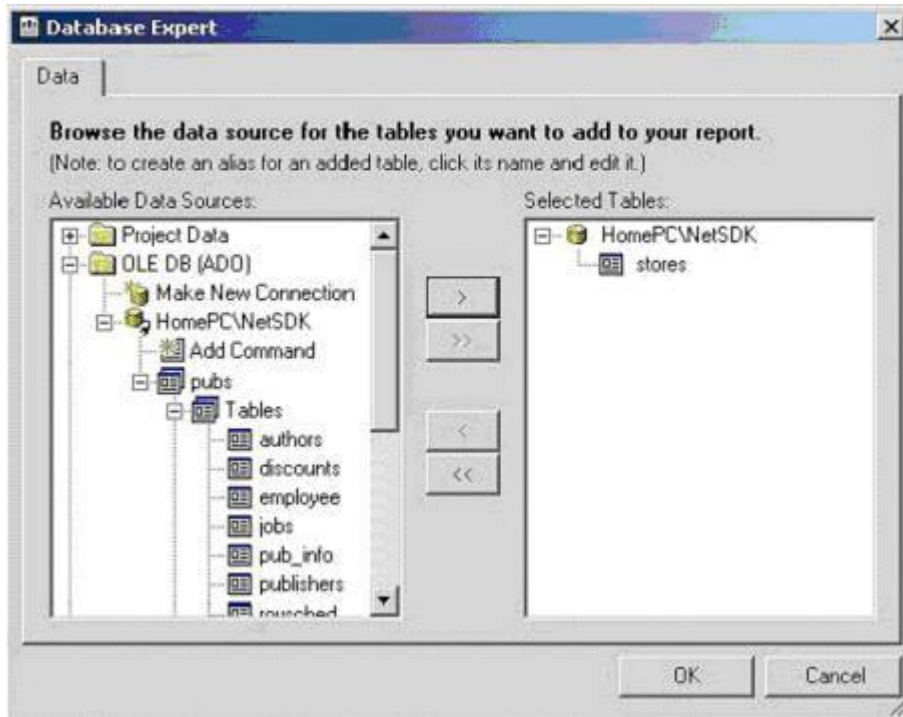 Database Expert
Data
Browse the data source for the tables you want to add to your report.
(Note: to create an alias for an added table, click its name and edit it.)
Available Data Sources:
Selected Tables:
Project Data
OLE DB (ADO)
Make New Connection
HomePC\NetSDK
Add Command
pubs
Tables
authors
discounts
employee
jobs
pub_info
publishers
>
>>
<
<<
HomePC\NetSDK
stores
OK
Cancel